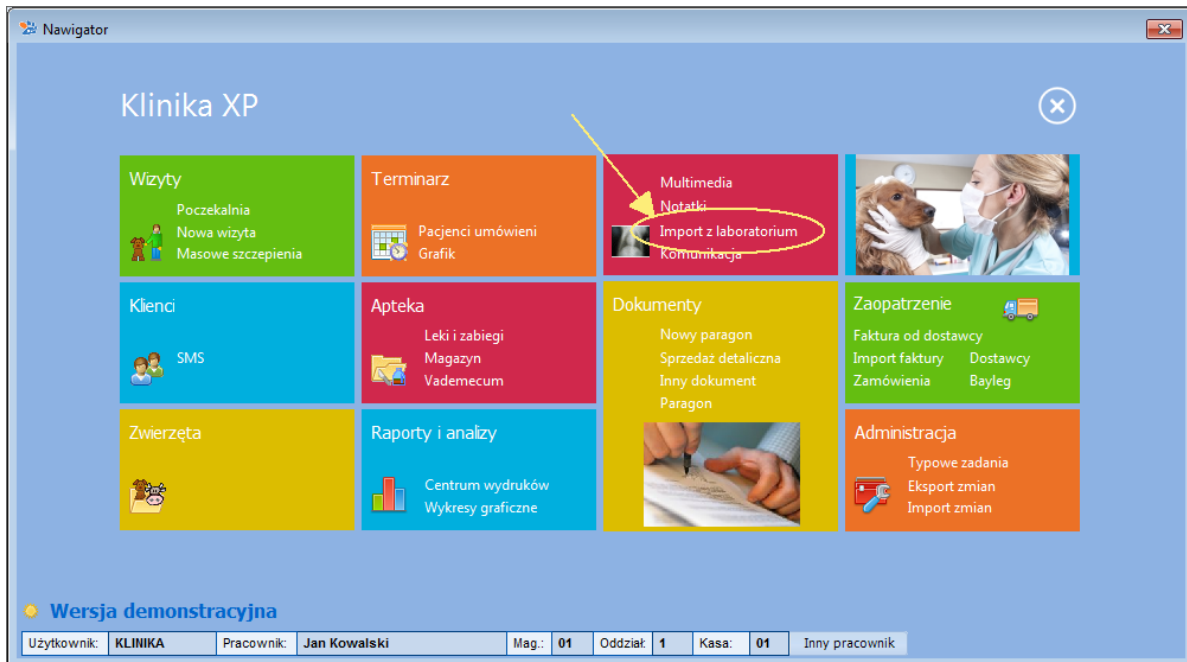 Nawigator
Klinika XP
Wizyty
Poczekalnia
Nowa wizyta
Masowe szczepienia
Terminarz
Pacjenci umówieni
Grafik
Multimedia
Notatki
Import z laboratorium
Komunikacja
Klienci
SMS
Apteka
Leki i zabiegi
Magazyn
Vademecum
Dokumenty
Nowy paragon
Sprzedaż detaliczna
Inny dokument
Paragon
Zaopatrzenie
Faktura od dostawcy
Import faktury Dostawcy
Zamówienia Bayleg
Zwierzęta
Raporty i analizy
Centrum wydruków
Wykresy graficzne
Administracja
Typowe zadania
Eksport zmian
Import zmian
Wersja demonstracyjna
Użytkownik: KLINIKA Pracownik: Jan Kowalski Mag.: 01 Oddział: 1 Kasa: 01 Inny pracownik